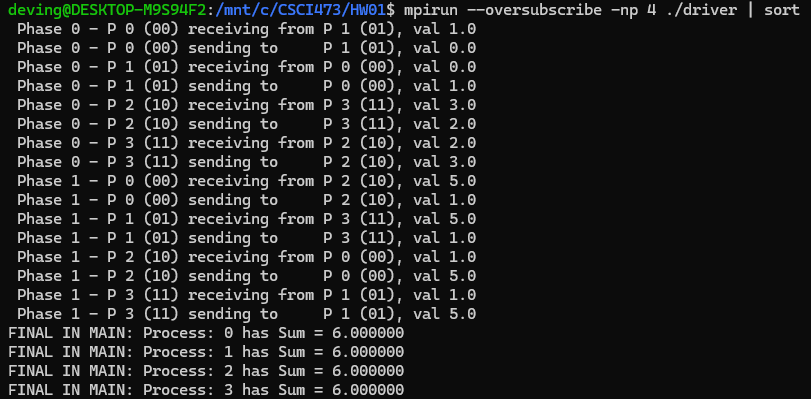 deving@DESKTOP-M9S94F2:/mnt/c/CSCI473/HW01$ mpirun --oversubscribe -np 4 ./driver | sort
 Phase 0 - P 0 (00) receiving from P 1 (01), val 1.0
 Phase 0 - P 0 (00) sending to     P 1 (01), val 0.0
 Phase 0 - P 1 (01) receiving from P 0 (00), val 0.0
 Phase 0 - P 1 (01) sending to     P 0 (00), val 1.0
 Phase 0 - P 2 (10) receiving from P 3 (11), val 3.0
 Phase 0 - P 2 (10) sending to     P 3 (11), val 2.0
 Phase 0 - P 3 (11) receiving from P 2 (10), val 2.0
 Phase 0 - P 3 (11) sending to     P 2 (10), val 3.0
 Phase 1 - P 0 (00) receiving from P 2 (10), val 5.0
 Phase 1 - P 0 (00) sending to     P 2 (10), val 1.0
 Phase 1 - P 1 (01) receiving from P 3 (11), val 5.0
 Phase 1 - P 1 (01) sending to     P 3 (11), val 1.0
 Phase 1 - P 2 (10) receiving from P 0 (00), val 1.0
 Phase 1 - P 2 (10) sending to     P 0 (00), val 5.0
 Phase 1 - P 3 (11) receiving from P 1 (01), val 1.0
 Phase 1 - P 3 (11) sending to     P 1 (01), val 5.0
FINAL IN MAIN: Process: 0 has Sum = 6.000000
FINAL IN MAIN: Process: 1 has Sum = 6.000000
FINAL IN MAIN: Process: 2 has Sum = 6.000000
FINAL IN MAIN: Process: 3 has Sum = 6.000000